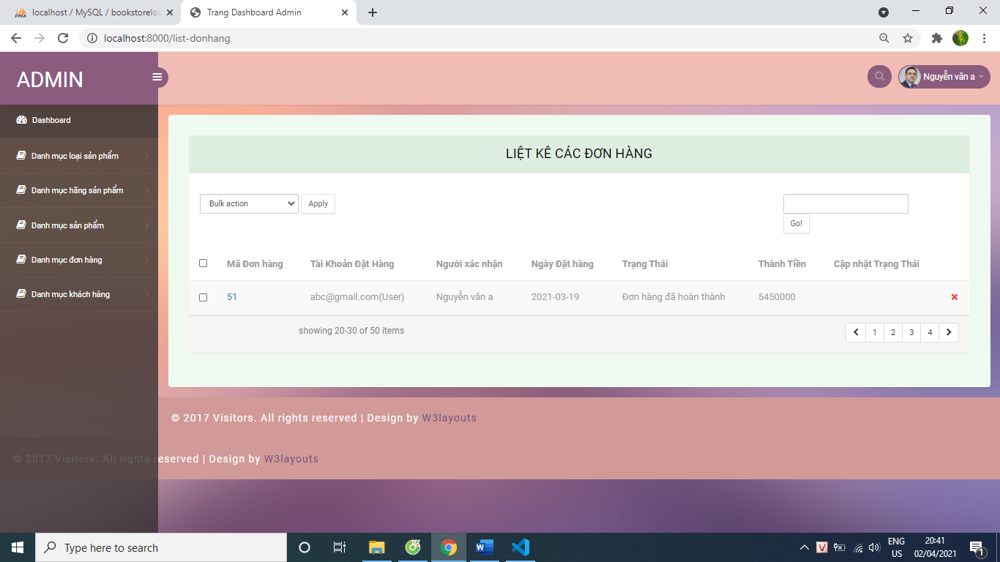 localhost / MySQL / bookstorelo
Trang Dashboard Admin
localhost:8000/list-donhang
ADMIN
Nguyễn văn a
Dashboard
Danh mục loại sản phẩm
Danh mục hãng sản phẩm
Danh mục sản phẩm
Danh mục đơn hàng
Danh mục khách hàng
LIỆT KÊ CÁC ĐƠN HÀNG
Bulk action Apply
Go!
Mã Đơn hàng Tài Khoản Đặt Hàng Người xác nhận Ngày Đặt hàng Trạng Thái Thành Tiền Cập nhật Trạng Thái
51 abc@gmail.com(User) Nguyễn văn a 2021-03-19 Đơn hàng đã hoàn thành 5450000
showing 20-30 of 50 items 1 2 3 4
© 2017 Visitors. All rights reserved | Design by W3layouts
© 2017 Visitors. All rights reserved | Design by W3layouts
Type here to search
ENG
US
20:41
02/04/2021
1